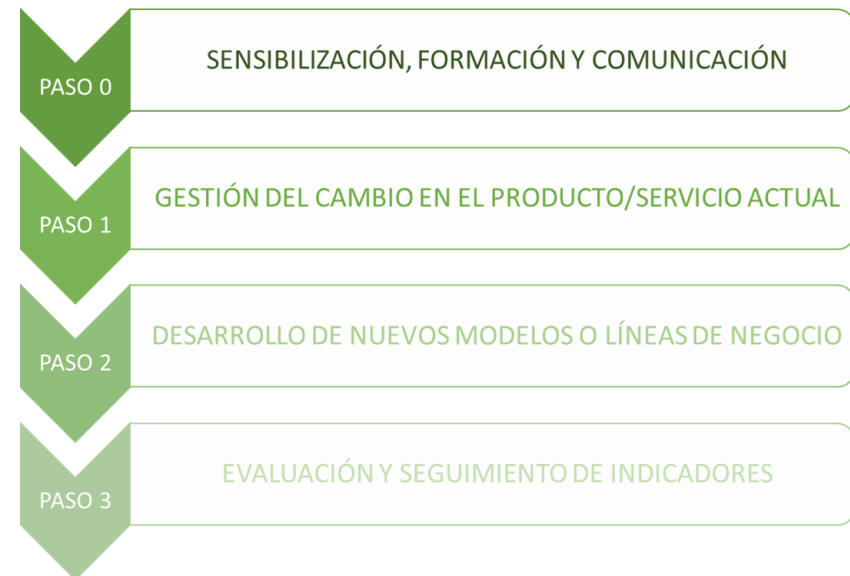 PASO 0
SENSIBILIZACIÓN, FORMACIÓN Y COMUNICACIÓN
PASO 1
GESTIÓN DEL CAMBIO EN EL PRODUCTO/SERVICIO ACTUAL
PASO 2
DESARROLLO DE NUEVOS MODELOS O LÍNEAS DE NEGOCIO
PASO 3
EVALUACIÓN Y SEGUIMIENTO DE INDICADORES